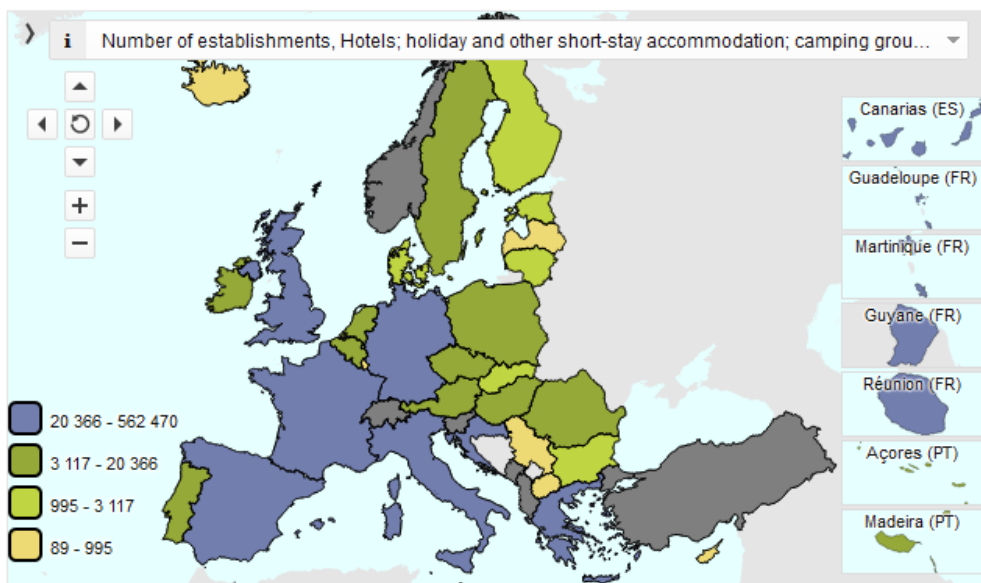 i Number of establishments, Hotels; holiday and other short-stay accommodation; camping grou...
Canarias (ES)
Guadeloupe (FR)
Martinique (FR)
Guyane (FR)
Réunion (FR)
Açores (PT)
Madeira (PT)
20 366 - 562 470
3 117 - 20 366
995 - 3 117
89 - 995